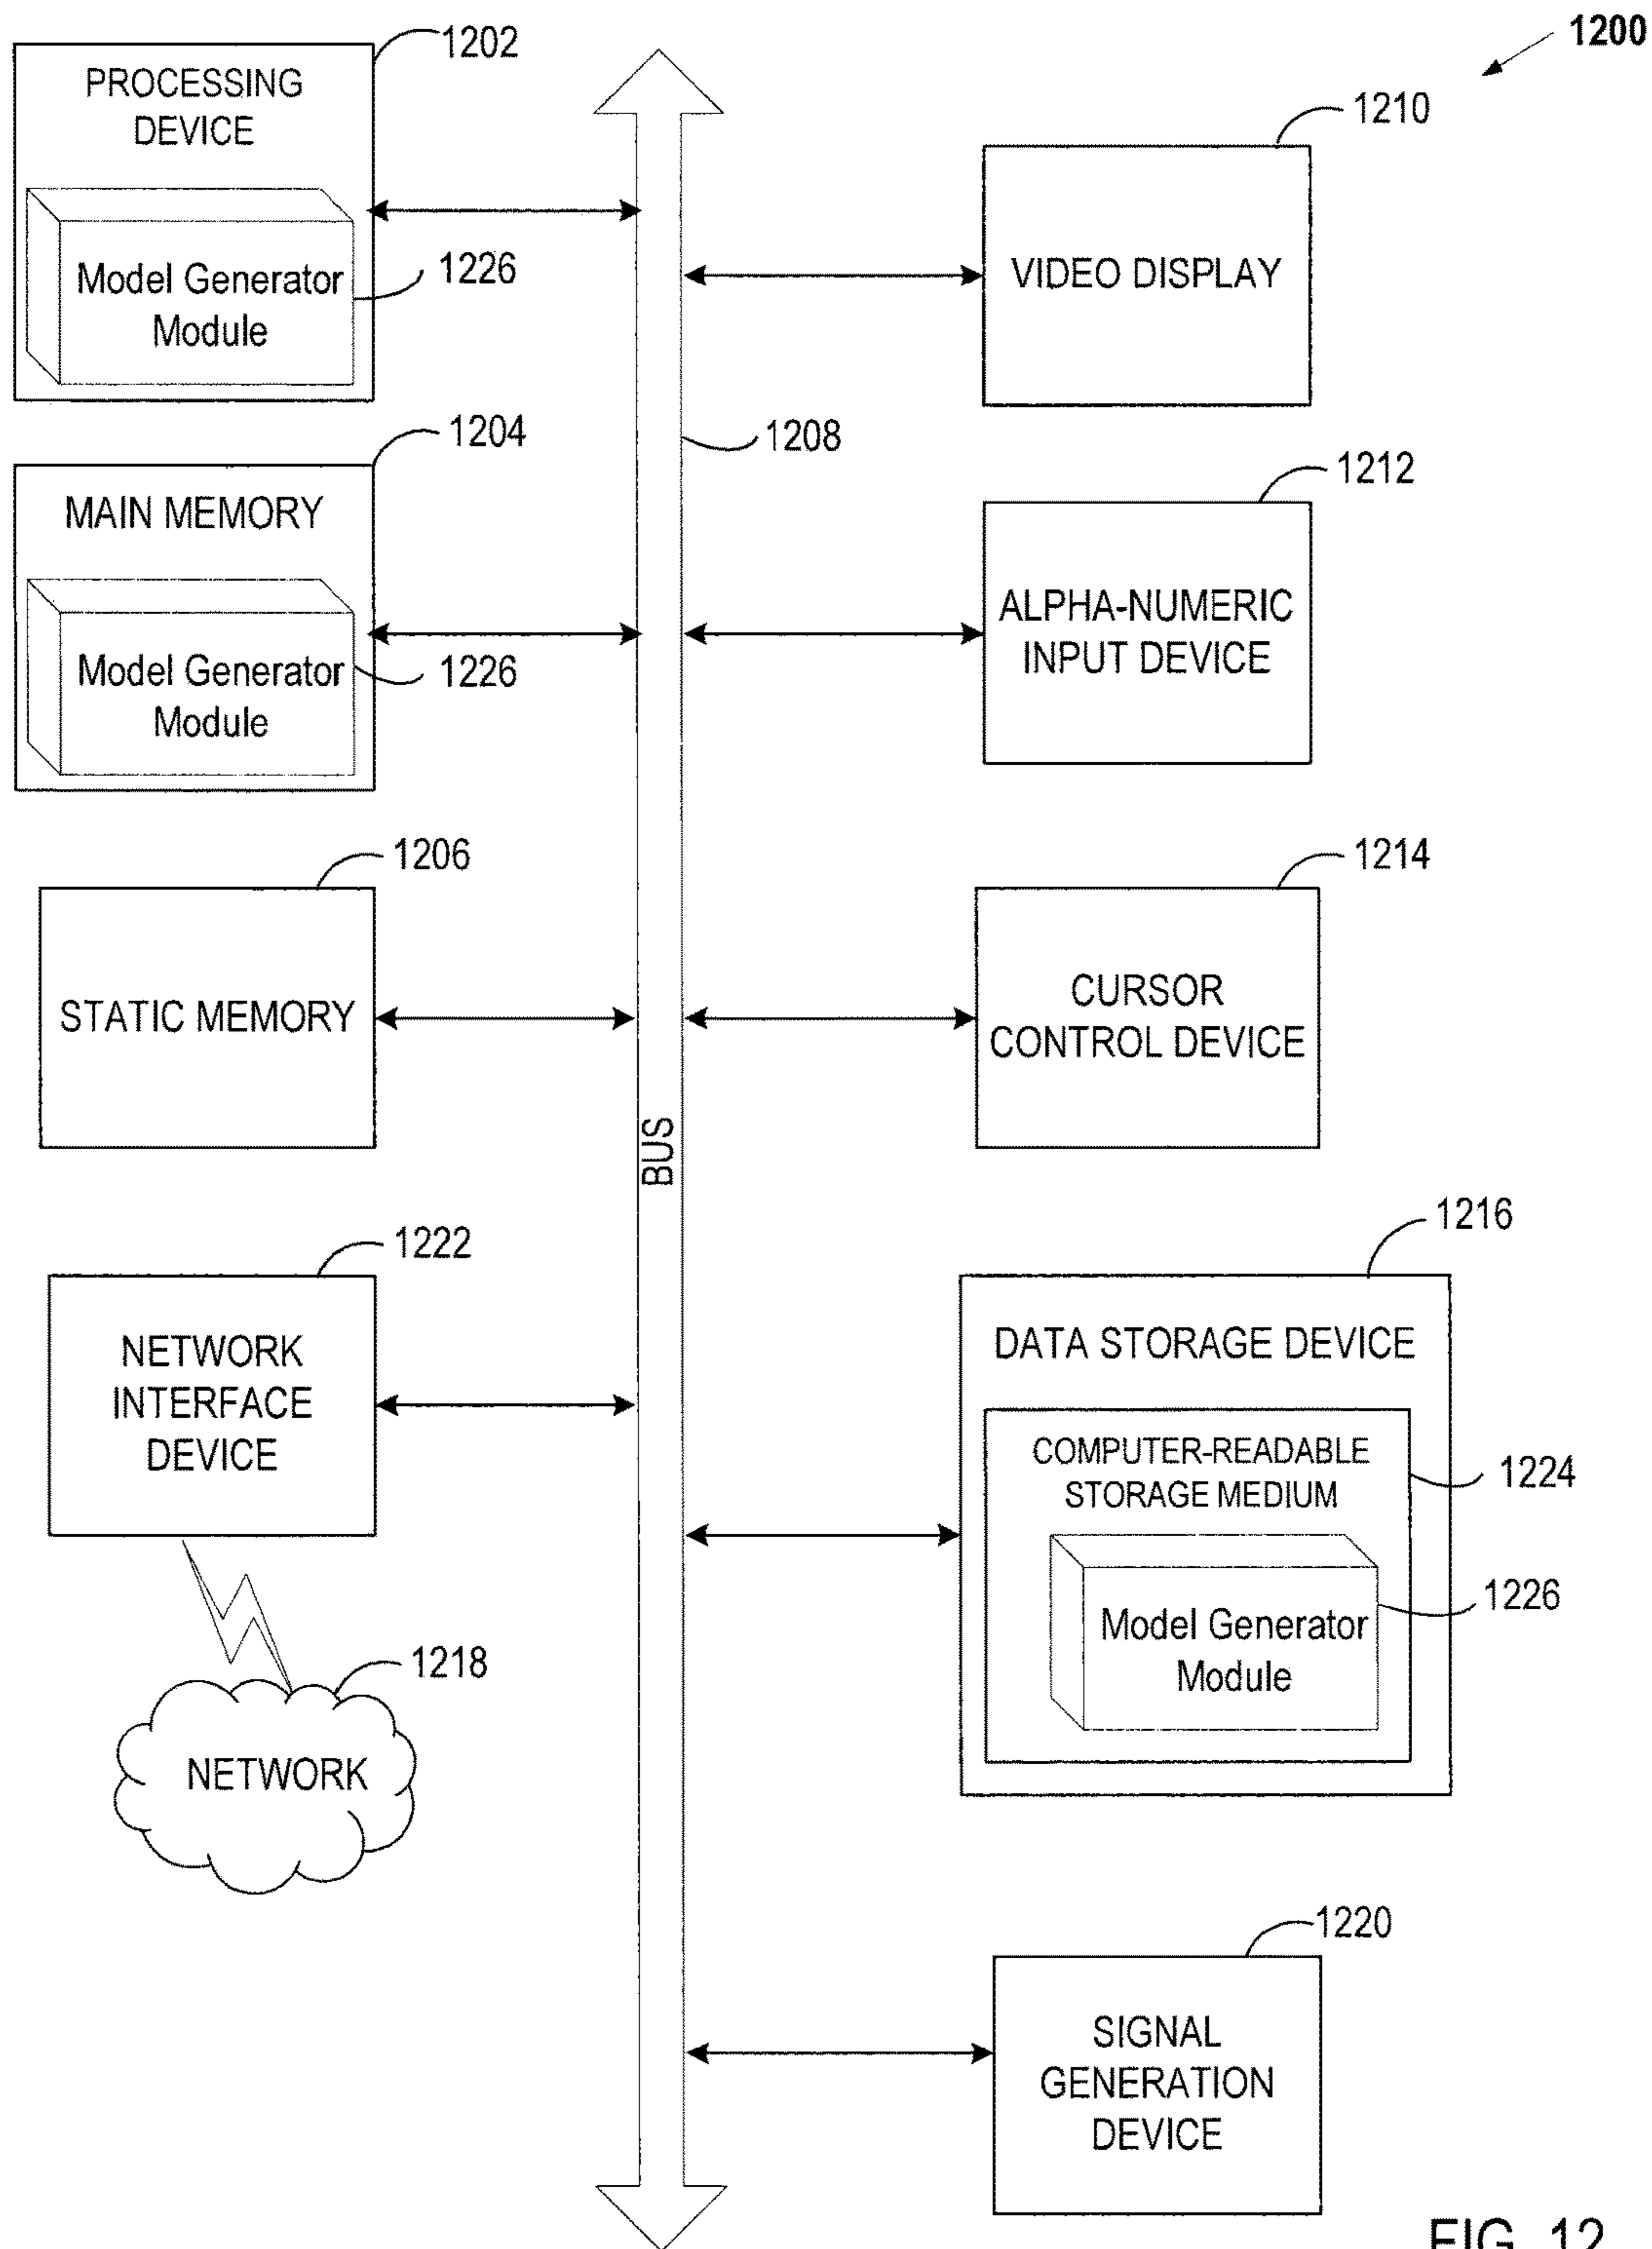 1200
1202
PROCESSING
DEVICE
Model Generator
Module
1226
1204
MAIN MEMORY
Model Generator
Module
1226
1206
STATIC MEMORY
1222
NETWORK
INTERFACE
DEVICE
1218
NETWORK
1208
BUS
1210
VIDEO DISPLAY
1212
ALPHA-NUMERIC
INPUT DEVICE
1214
CURSOR
CONTROL DEVICE
1216
DATA STORAGE DEVICE
COMPUTER-READABLE
STORAGE MEDIUM
1224
Model Generator
Module
1226
1220
SIGNAL
GENERATION
DEVICE
FIG. 12